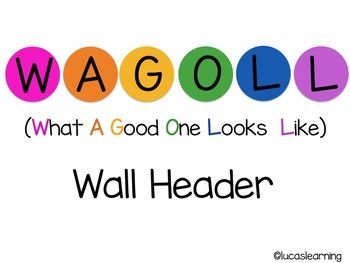 WAGOLL
(What A Good One Looks Like)
Wall Header
©lucaslearning